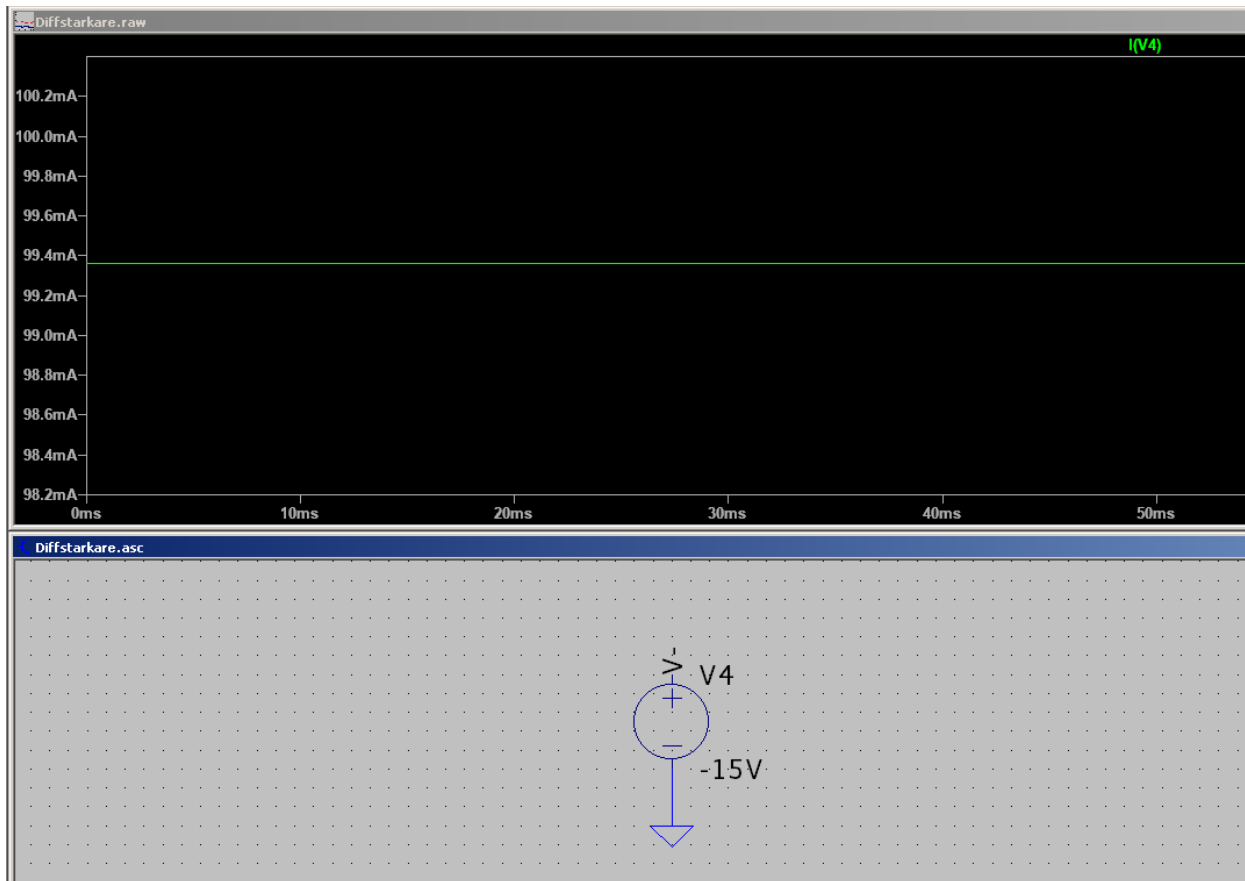 Diffstarkare.raw
I(V4)
100.2mA
100.0mA
99.8mA
99.6mA
99.4mA
99.2mA
99.0mA
98.8mA
98.6mA
98.4mA
98.2mA
0ms 10ms 20ms 30ms 40ms 50ms
Diffstarkare.asc
V-
V4
-15V